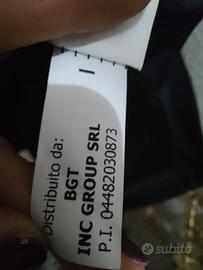 I
Distribuito da:
BGT
INC GROUP SRL
P.I. 04482030873
subito